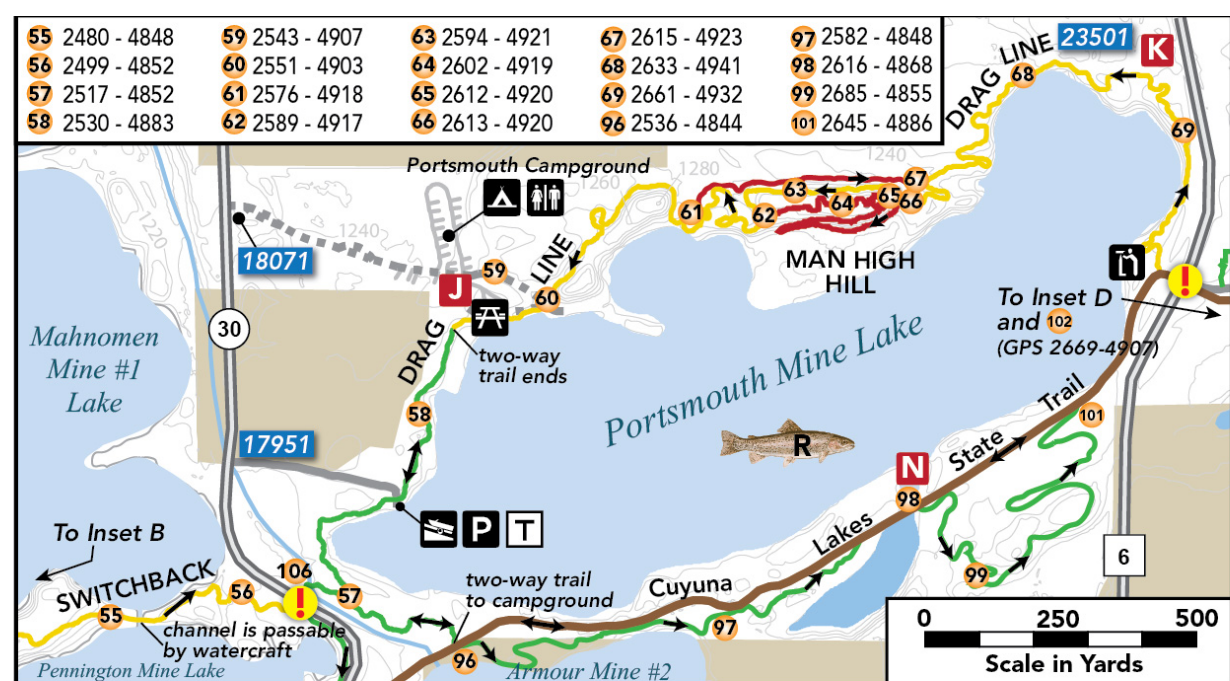 55 2480 - 4848
56 2499 - 4852
57 2517 - 4852
58 2530 - 4883
59 2543 - 4907
60 2551 - 4903
61 2576 - 4918
62 2589 - 4917
63 2594 - 4921
64 2602 - 4919
65 2612 - 4920
66 2613 - 4920
67 2615 - 4923
68 2633 - 4941
69 2661 - 4932
96 2536 - 4844
97 2582 - 4848
98 2616 - 4868
99 2685 - 4855
101 2645 - 4886
23501
K
DRAG LINE
68
69
Portsmouth Campground
1280
1240
1260
1220
1240
67
63
65
66
64
61
62
MAN HIGH
HILL
18071
59
LINE
J
60
30
DRAG
two-way
trail ends
Mahnomen
Mine #1
Lake
To Inset D
and 102
(GPS 2669-4907)
!
Portsmouth Mine Lake
58
17951
R
N
98
State
Trail
101
P
T
To Inset B
SWITCHBACK
55
56
106
!
57
channel is passable
by watercraft
Pennington Mine Lake
two-way trail
to campground
Cuyuna
Lakes
96
97
Armour Mine #2
99
6
0 250 500
Scale in Yards